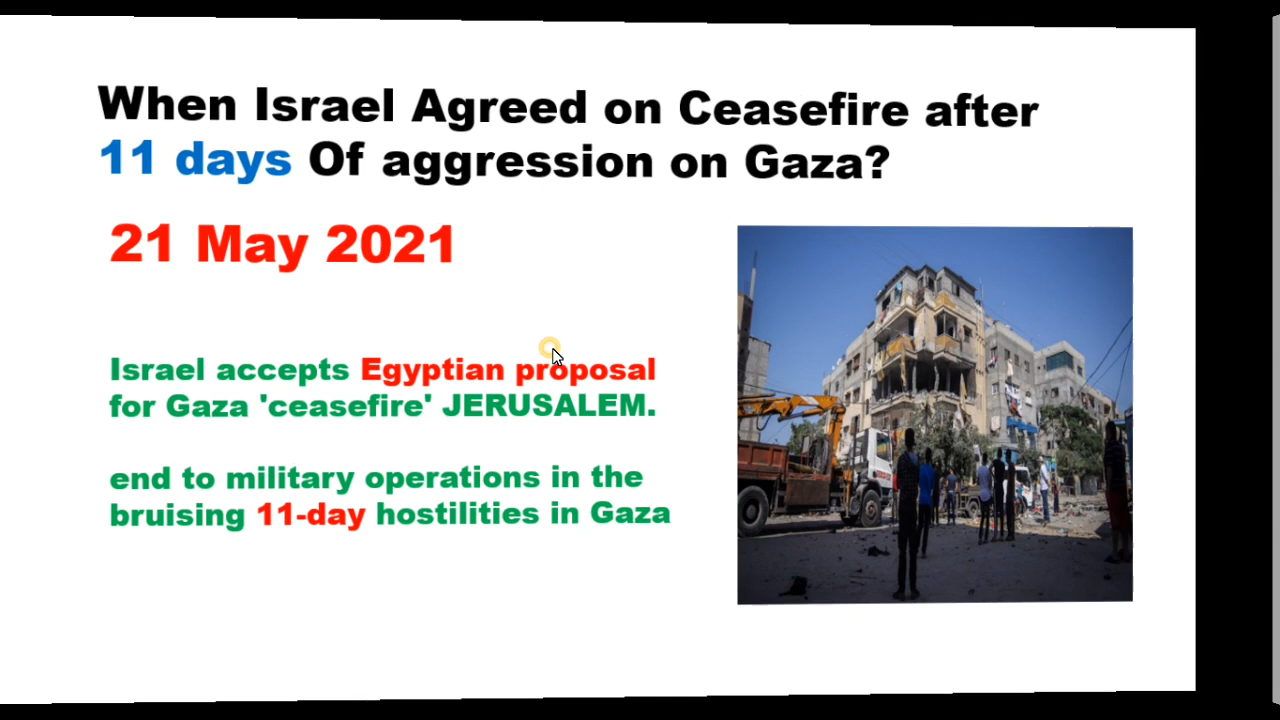 When Israel Agreed on Ceasefire after
11 days Of aggression on Gaza?
21 May 2021
Israel accepts Egyptian proposal
for Gaza 'ceasefire' JERUSALEM.
end to military operations in the
bruising 11-day hostilities in Gaza